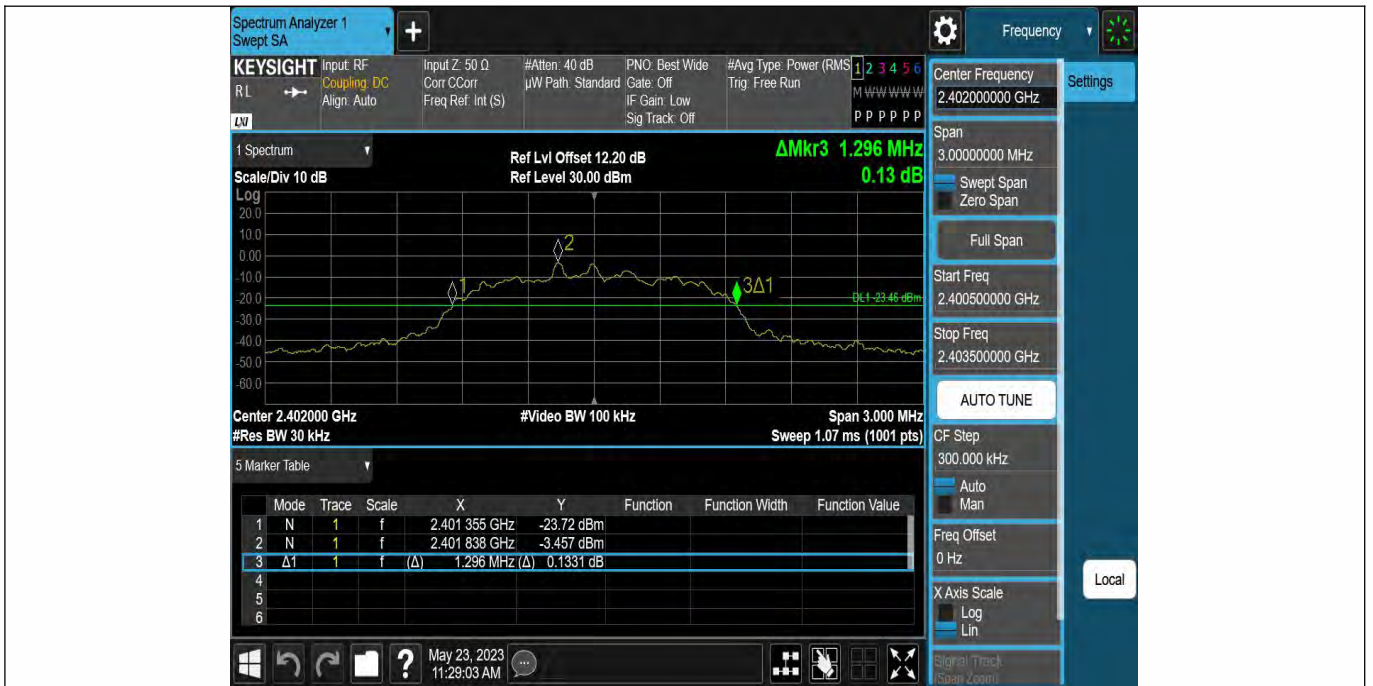 Spectrum Analyzer 1
Swept SA
+
Frequency
KEYSIGHT
RL
LXI
Input: RF
Coupling: DC
Align: Auto
Input Z: 50 Ω
Corr CCorr
Freq Ref: Int (S)
#Atten: 40 dB
µW Path: Standard
PNO: Best Wide
Gate: Off
IF Gain: Low
Sig Track: Off
#Avg Type: Power (RMS
Trig: Free Run
1 2 3 4 5 6
M W W W W W
P P P P P P
1 Spectrum
Scale/Div 10 dB
Ref Lvl Offset 12.20 dB
Ref Level 30.00 dBm
ΔMkr3 1.296 MHz
0.13 dB
Log
20.0
10.0
0.00
-10.0
-20.0
-30.0
-40.0
-50.0
-60.0
1
2
3Δ1
DL1 -23.46 dBm
Center 2.402000 GHz
#Video BW 100 kHz
Span 3.000 MHz
#Res BW 30 kHz
Sweep 1.07 ms (1001 pts)
5 Marker Table
Mode Trace Scale X Y Function Function Width Function Value
1 N 1 f 2.401 355 GHz -23.72 dBm
2 N 1 f 2.401 838 GHz -3.457 dBm
3 Δ1 1 f (Δ) 1.296 MHz (Δ) 0.1331 dB
4
5
6
?
May 23, 2023
11:29:03 AM
Center Frequency
2.402000000 GHz
Span
3.00000000 MHz
Swept Span
Zero Span
Full Span
Start Freq
2.400500000 GHz
Stop Freq
2.403500000 GHz
AUTO TUNE
CF Step
300.000 kHz
Auto
Man
Freq Offset
0 Hz
X Axis Scale
Log
Lin
Signal Track
(Span Zoom)
Settings
Local